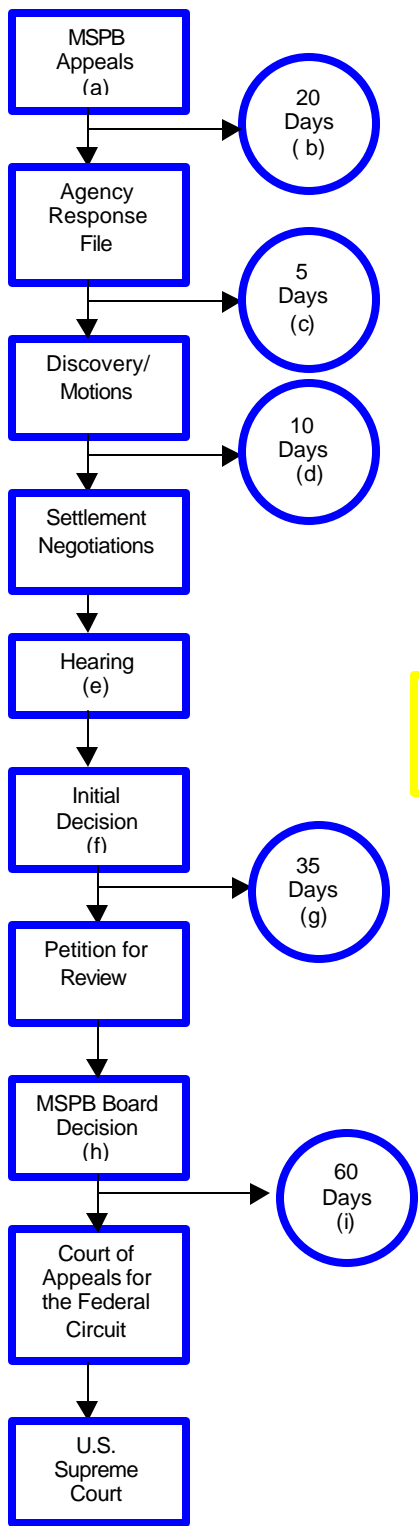 MSPB
Appeals
(a)
20
Days
( b)
Agency
Response
File
5
Days
(c)
Discovery/
Motions
10
Days
(d)
Settlement
Negotiations
Hearing
(e)
Initial
Decision
(f)
35
Days
(g)
Petition for
Review
MSPB Board
Decision
(h)
60
Days
(i)
Court of
Appeals for
the Federal
Circuit
U.S.
Supreme
Court